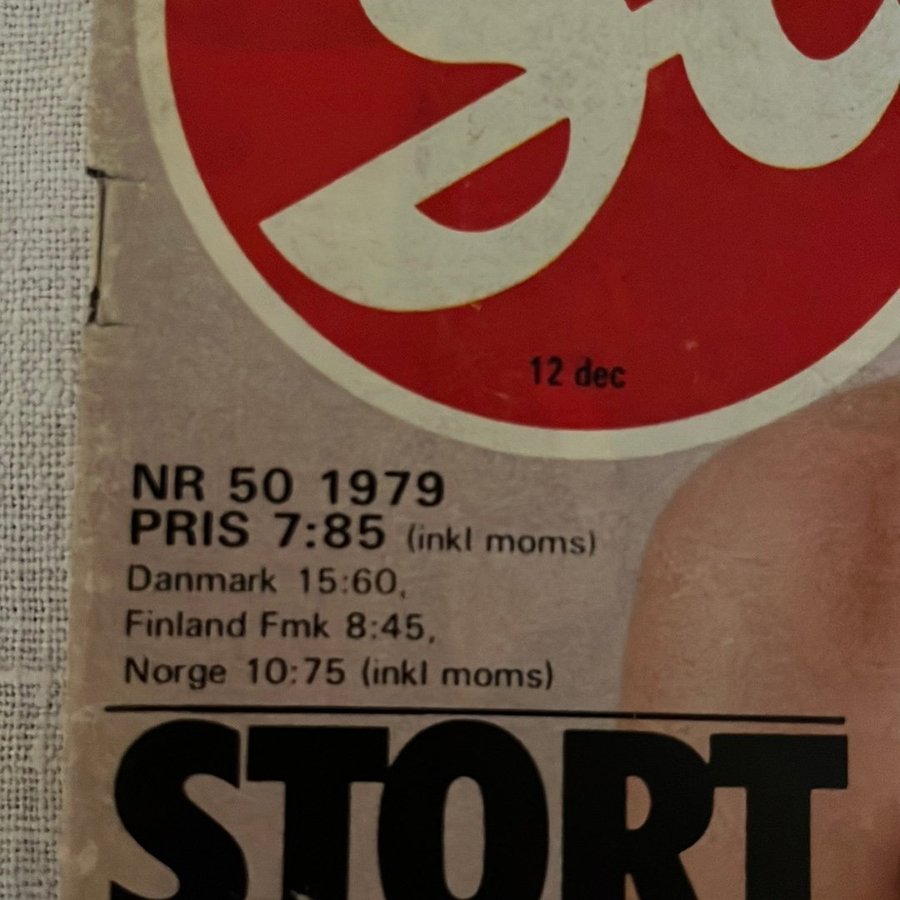 12 dec
NR 50 1979
PRIS 7:85 (inkl moms)
Danmark 15:60,
Finland Fmk 8:45,
Norge 10:75 (inkl moms)
STORT